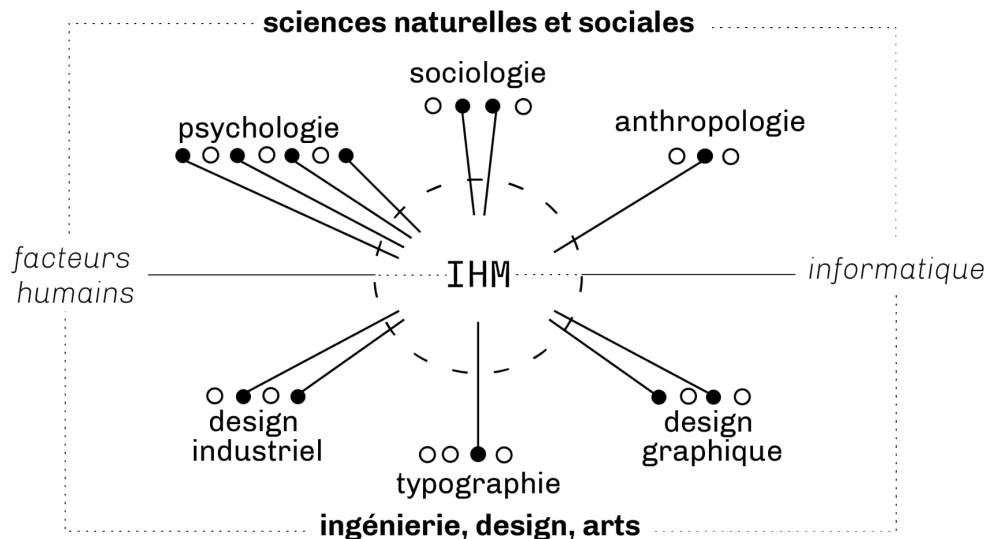 sciences naturelles et sociales
sociologie
psychologie
anthropologie
facteurs
humains
IHM
informatique
design
industriel
typographie
design
graphique
ingénierie, design, arts